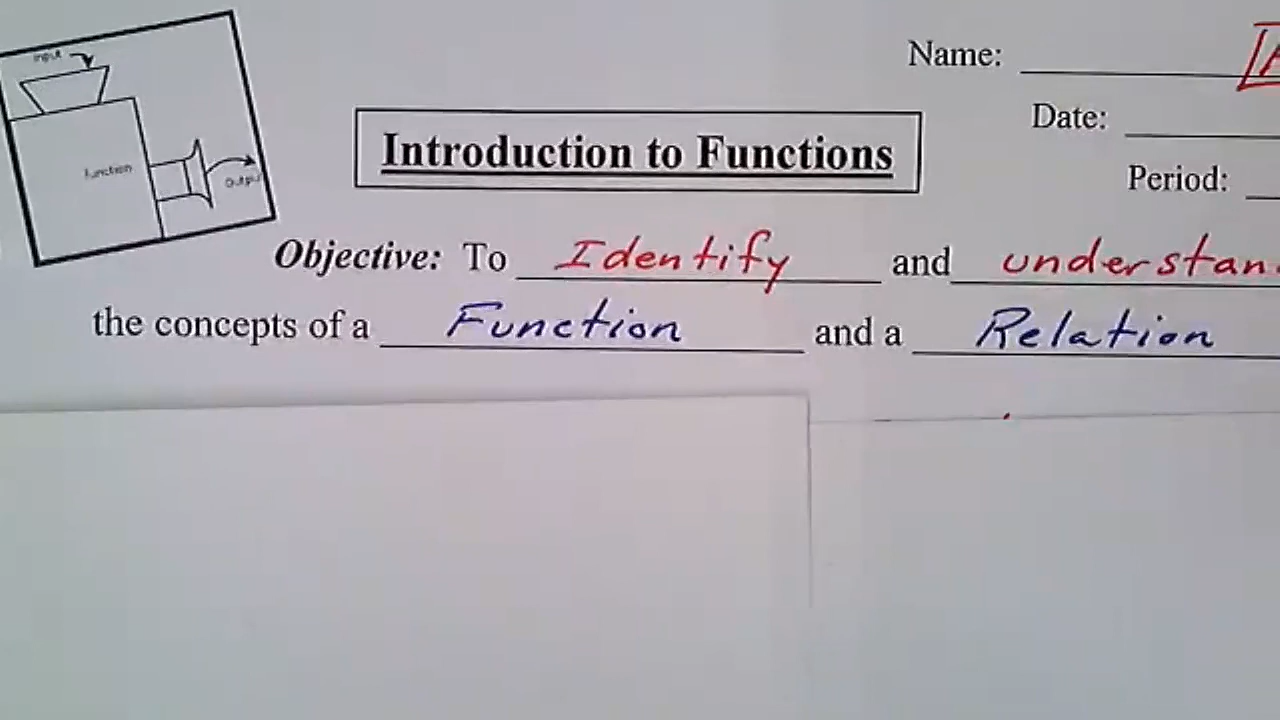 Input
Function
Output
Name:
Date:
Introduction to Functions
Period:
Objective: To Identify and understan
the concepts of a Function and a Relation